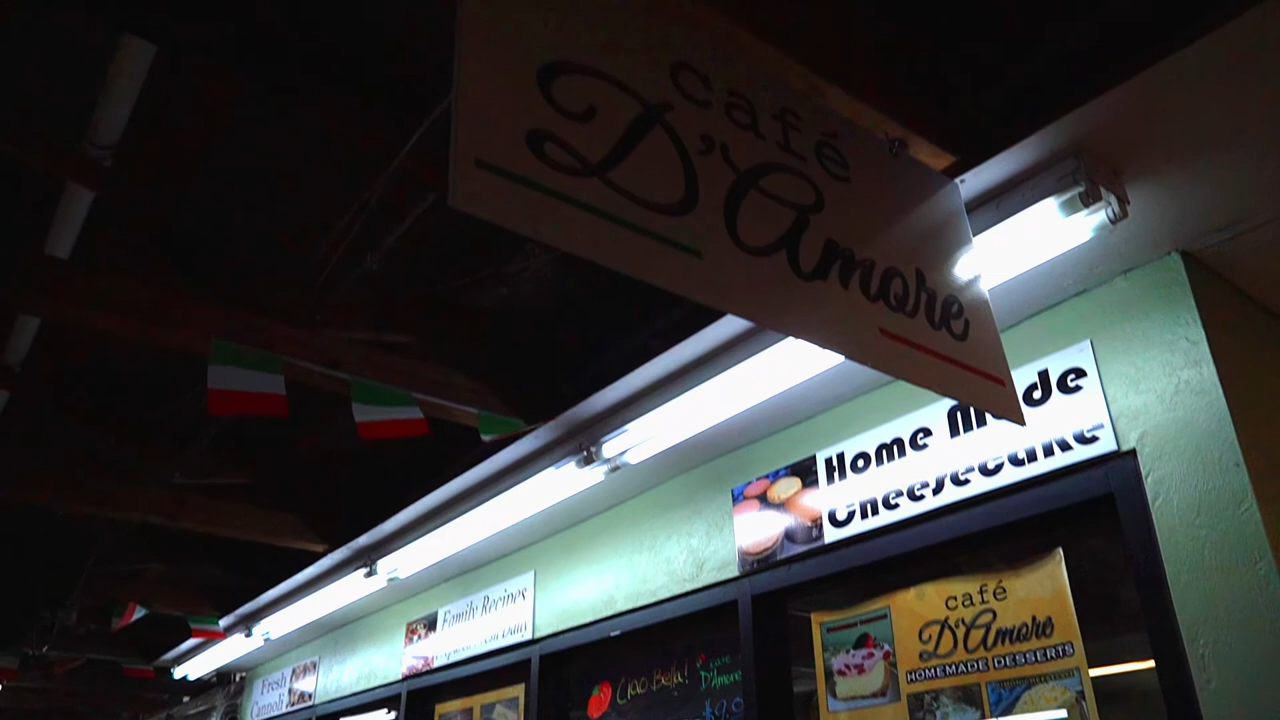 café
D'Amore
Home Made
Cheesecake
Family Recipes
Fresh
Cannoli
Ciao Bella!
café
D'Amore
café
D'Amore
HOMEMADE DESSERTS